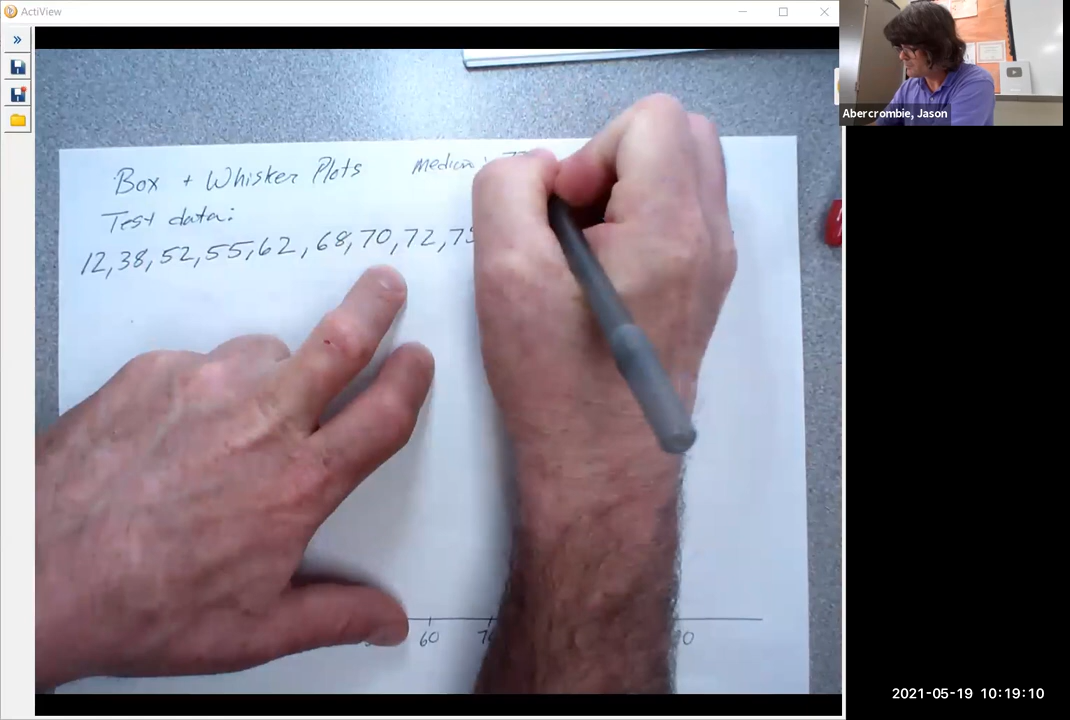 ActiView
Abercrombie, Jason
Box + Whisker Plots
Median:
Test data:
12,38,52,55,62,68,70,72,
60
2021-05-19 10:19:10